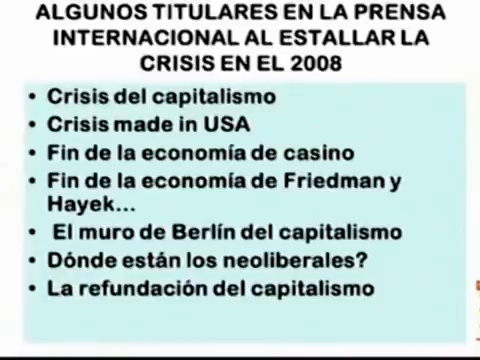 ALGUNOS TITULARES EN LA PRENSA
INTERNACIONAL AL ESTALLAR LA
CRISIS EN EL 2008
• Crisis del capitalismo
• Crisis made in USA
• Fin de la economía de casino
• Fin de la economía de Friedman y
Hayek...
• El muro de Berlín del capitalismo
• Dónde están los neoliberales?
• La refundación del capitalismo